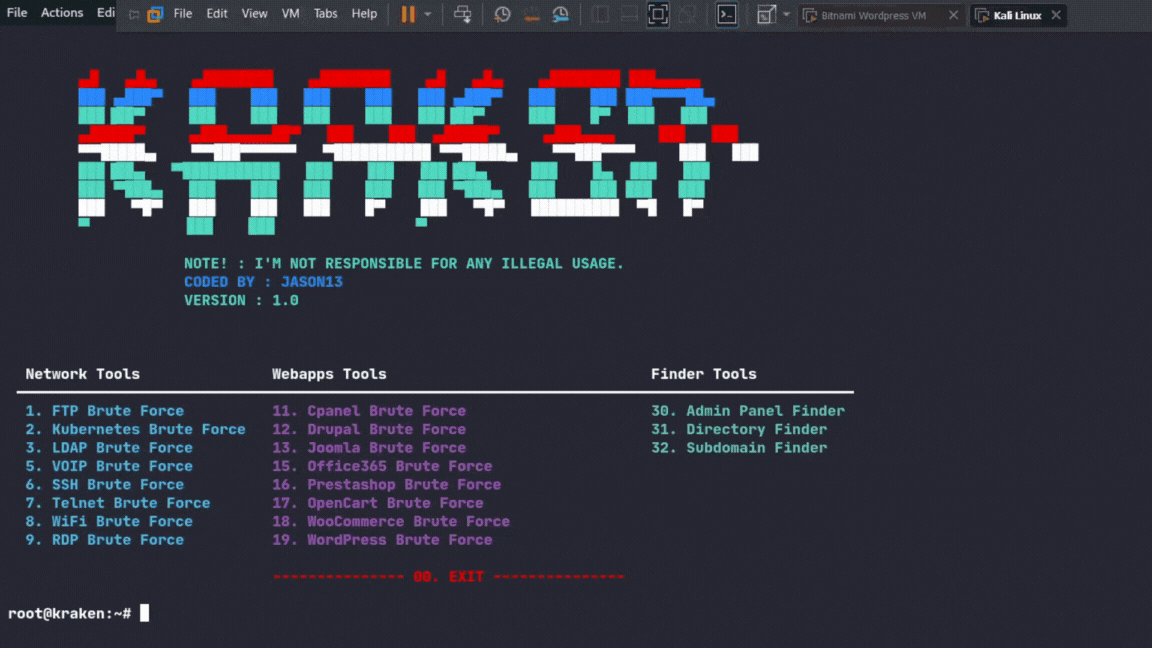 File Actions Edi File Edit View VM Tabs Help Bitnami Wordpress VM Kali Linux
KRAKEN
NOTE! : I'M NOT RESPONSIBLE FOR ANY ILLEGAL USAGE.
CODED BY : JASON13
VERSION : 1.0
Network Tools Webapps Tools Finder Tools
1. FTP Brute Force 11. Cpanel Brute Force 30. Admin Panel Finder
2. Kubernetes Brute Force 12. Drupal Brute Force 31. Directory Finder
3. LDAP Brute Force 13. Joomla Brute Force 32. Subdomain Finder
5. VOIP Brute Force 15. Office365 Brute Force
6. SSH Brute Force 16. Prestashop Brute Force
7. Telnet Brute Force 17. OpenCart Brute Force
8. WiFi Brute Force 18. WooCommerce Brute Force
9. RDP Brute Force 19. WordPress Brute Force
--------------- 00. EXIT ---------------
root@kraken:~#